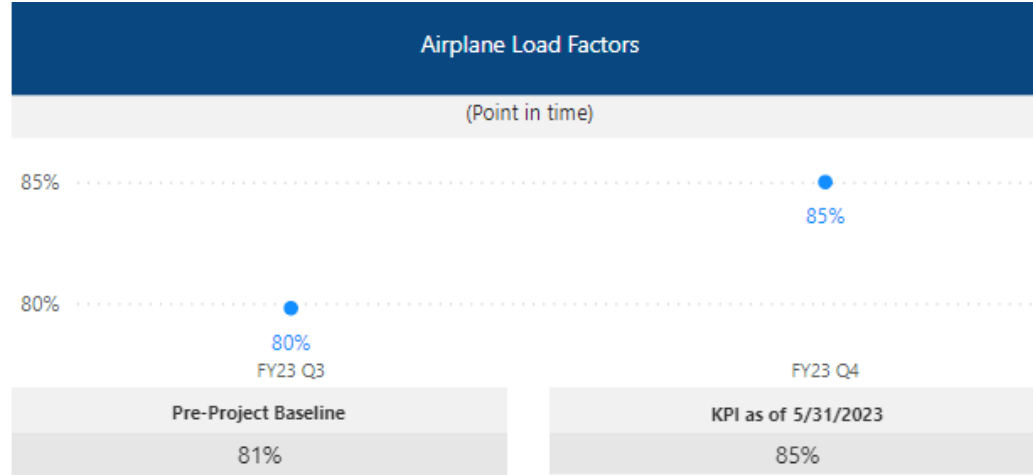 Airplane Load Factors
(Point in time)
85%
85%
80%
80%
FY23 Q3
FY23 Q4
Pre-Project Baseline
KPI as of 5/31/2023
81%
85%